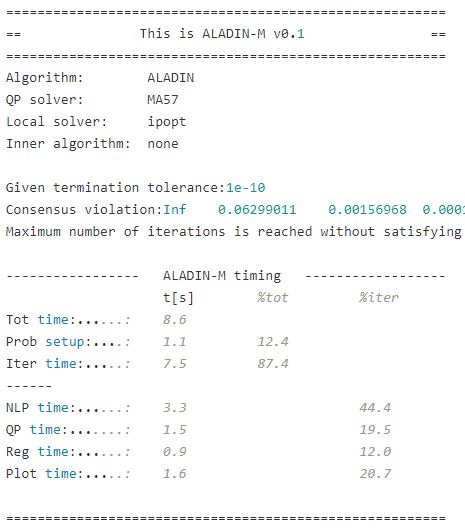 ========================================================
==               This is ALADIN-M v0.1                ==
========================================================
Algorithm:        ALADIN
QP solver:        MA57
Local solver:     ipopt
Inner algorithm:  none
Given termination tolerance:1e-10
Consensus violation:Inf    0.06299011    0.00156968  0.000
Maximum number of iterations is reached without satisfying
-----------------   ALADIN-M timing   ------------------
t[s]        %tot         %iter
Tot time:......:    8.6
Prob setup:....:    1.1         12.4
Iter time:.....:    7.5         87.4
------
NLP time:......:    3.3                      44.4
QP time:.......:    1.5                      19.5
Reg time:......:    0.9                      12.0
Plot time:.....:    1.6                      20.7
========================================================